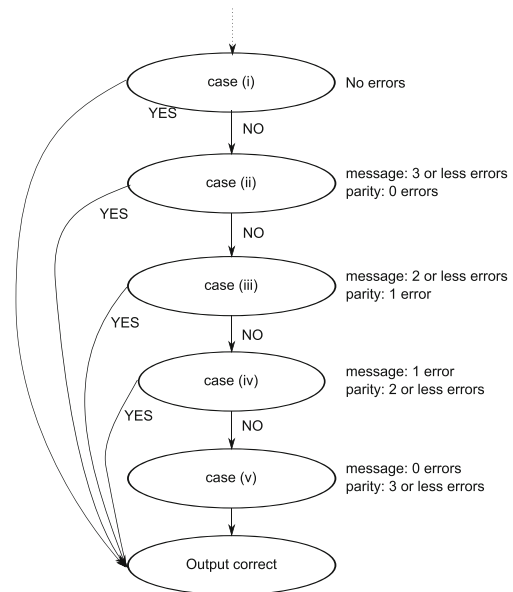 case (i)
No errors
YES
NO
case (ii)
message: 3 or less errors
parity: 0 errors
YES
NO
case (iii)
message: 2 or less errors
parity: 1 error
YES
NO
case (iv)
message: 1 error
parity: 2 or less errors
YES
NO
case (v)
message: 0 errors
parity: 3 or less errors
Output correct